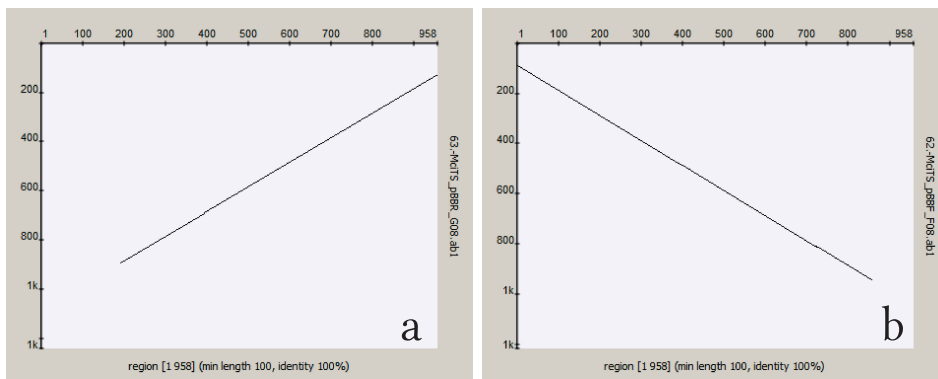 1 100 200 300 400 500 600 700 800 958
200
400
600
800
1k
1k
63.-MciTS_pBBR_G08.ab1
a
region [1 958] (min length 100, identity 100%)
1 100 200 300 400 500 600 700 800 958
200
400
600
800
1k
1k
62.-MciTS_pBBF_F08.ab1
b
region [1 958] (min length 100, identity 100%)